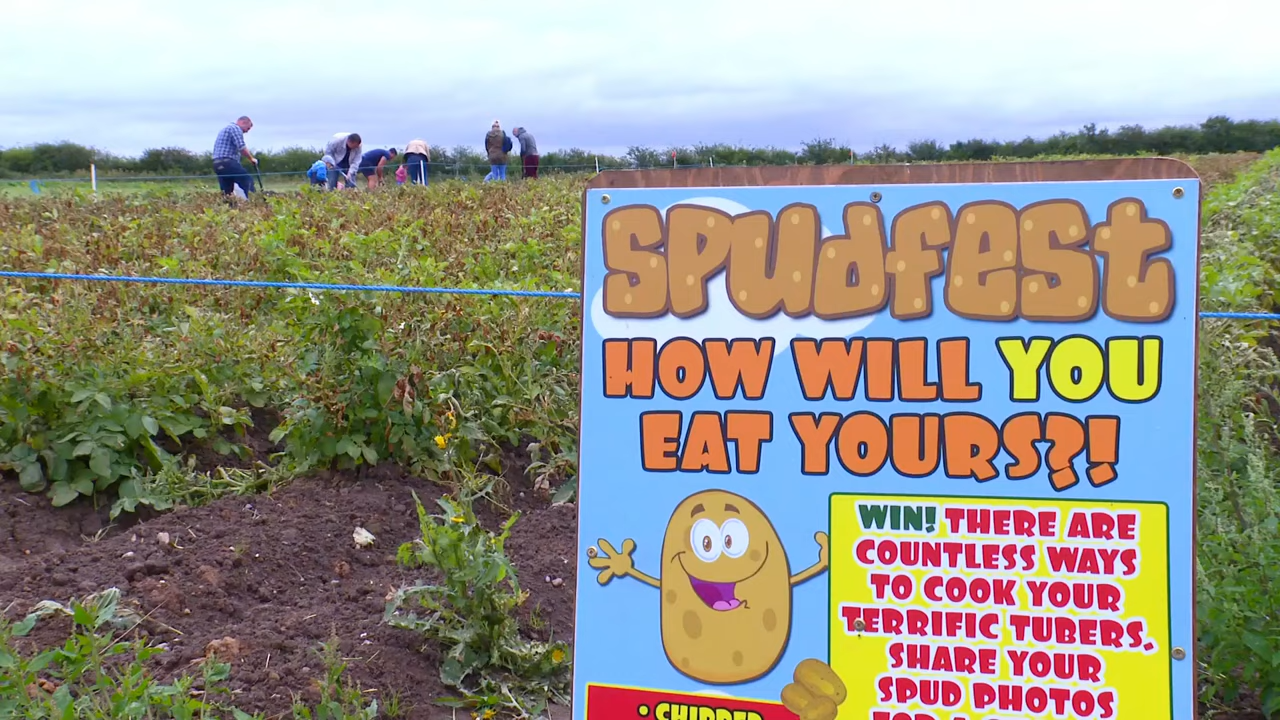 SPUDFEST
HOW WILL YOU
EAT YOURS?!
WIN! THERE ARE
COUNTLESS WAYS
TO COOK YOUR
TERRIFIC TUBERS.
SHARE YOUR
SPUD PHOTOS
• CHIPPED